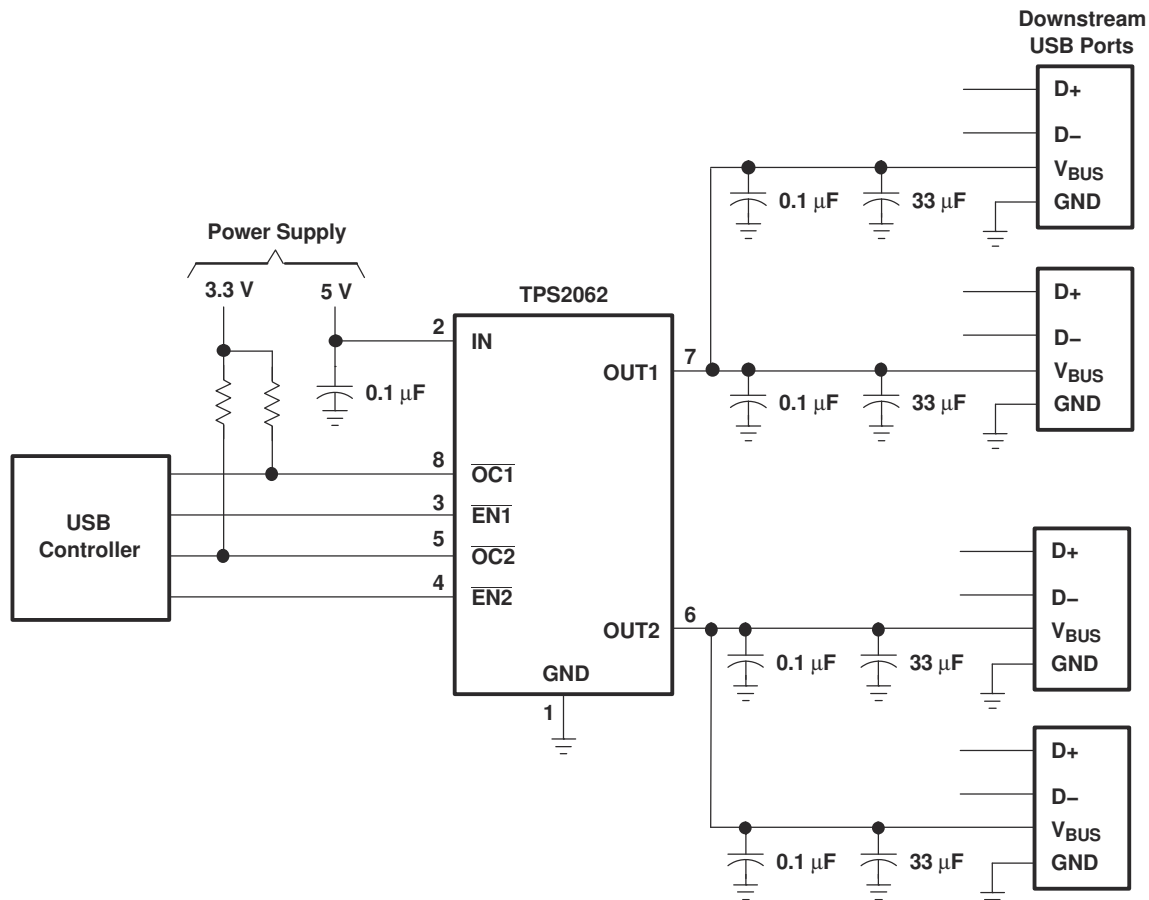 Downstream
USB Ports
D+
D−
VBUS
GND
0.1 μF
33 μF
Power Supply
3.3 V
5 V
0.1 μF
TPS2062
2
IN
OUT1
7
D+
D−
VBUS
GND
0.1 μF
33 μF
USB
Controller
8
OC1
3
EN1
5
OC2
4
EN2
OUT2
6
GND
1
D+
D−
VBUS
GND
0.1 μF
33 μF
D+
D−
VBUS
GND
0.1 μF
33 μF